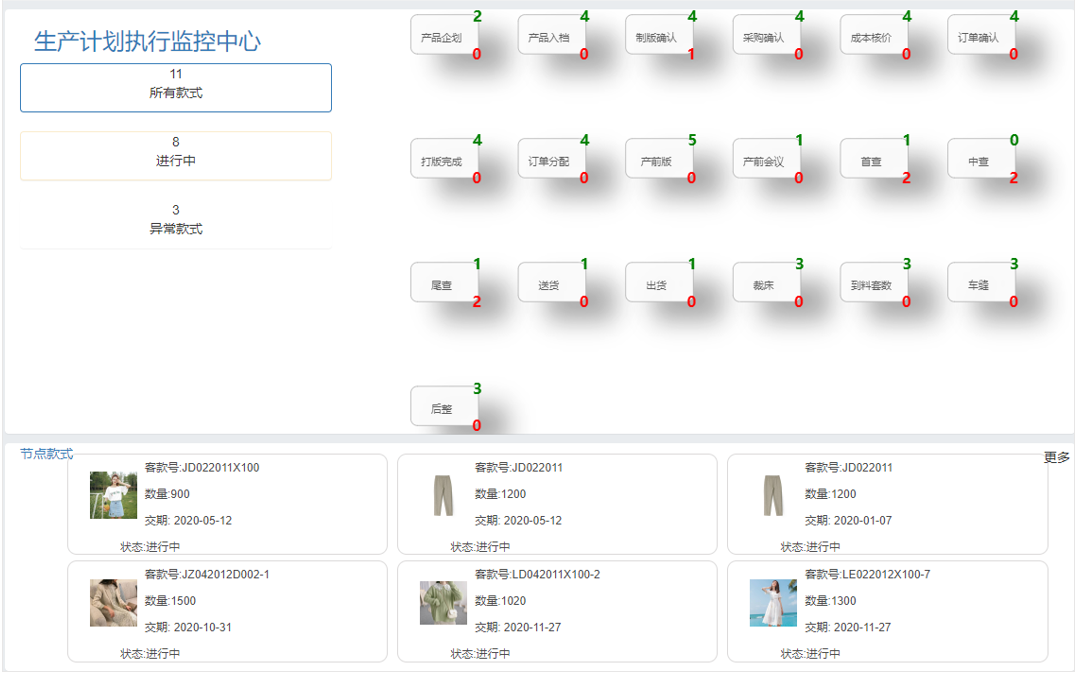 生产计划执行监控中心
11
所有款式
8
进行中
3
异常款式
2
产品企划
0
4
产品入档
0
4
制版确认
1
4
采购确认
0
4
成本核价
0
4
订单确认
0
4
打版完成
0
4
订单分配
0
5
产前版
0
1
产前会议
0
1
首查
2
0
中查
2
1
尾查
2
1
送货
0
1
出货
0
3
裁床
0
3
到料套数
0
3
车缝
0
3
后整
0
节点款式
更多
客款号:JD022011X100
数量:900
交期: 2020-05-12
状态:进行中
客款号:JD022011
数量:1200
交期: 2020-05-12
状态:进行中
客款号:JD022011
数量:1200
交期: 2020-01-07
状态:进行中
客款号:JZ042012D002-1
数量:1500
交期: 2020-10-31
状态:进行中
客款号:LD042011X100-2
数量:1020
交期: 2020-11-27
状态:进行中
客款号:LE022012X100-7
数量:1300
交期: 2020-11-27
状态:进行中